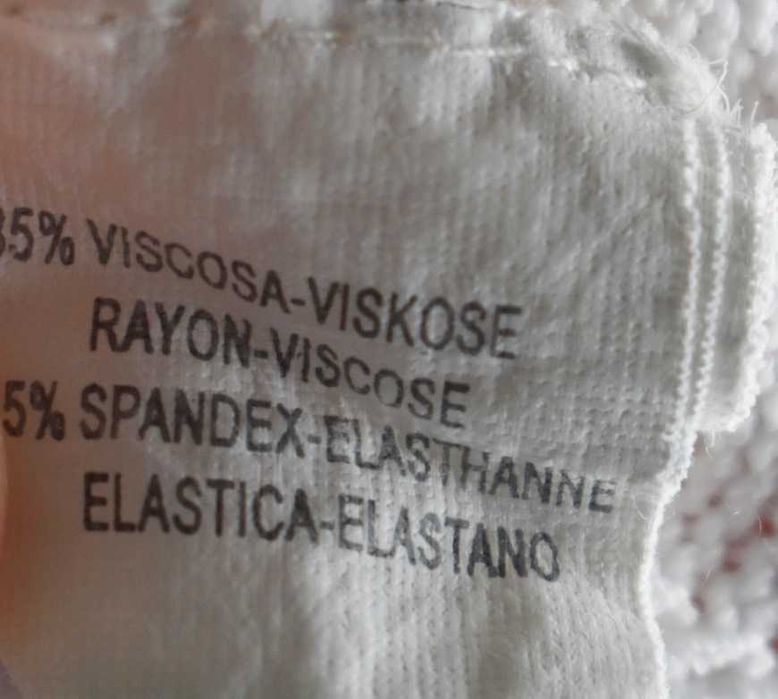 5% VISCOSA-VISKOSE
RAYON-VISCOSE
5% SPANDEX-ELASTHANNE
ELASTICA-ELASTANO